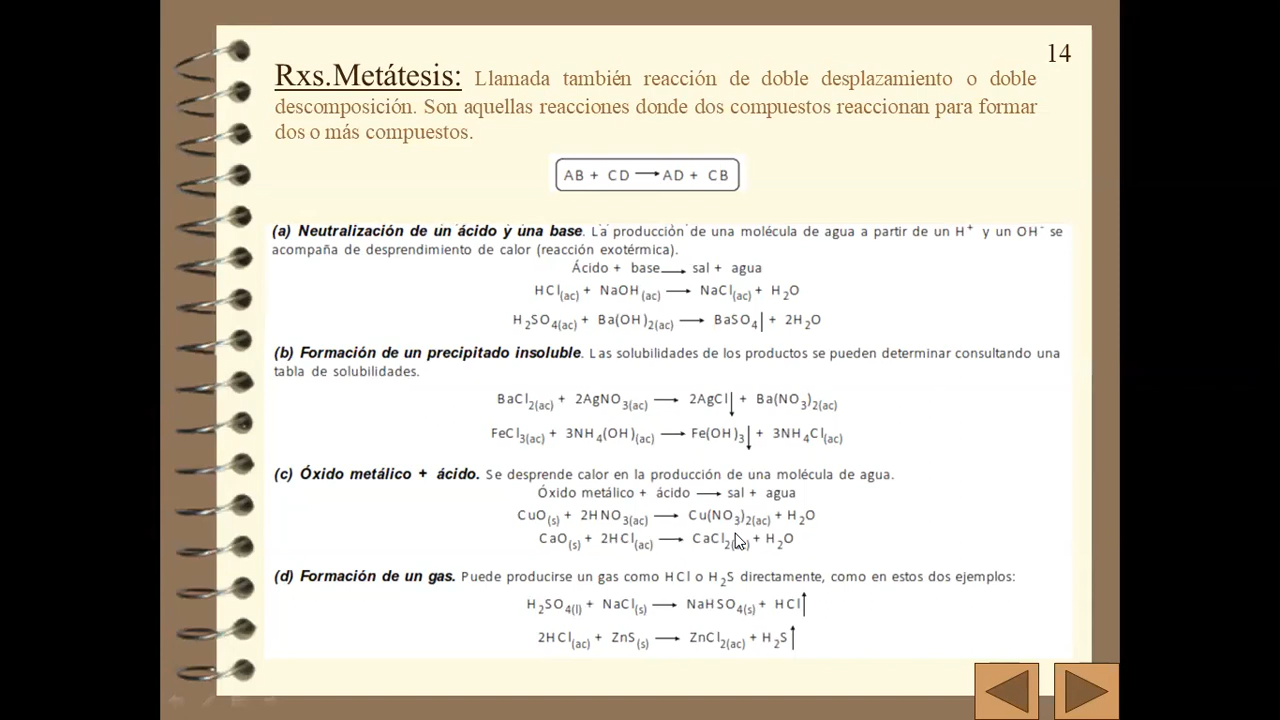 14
Rxs.Metátesis: Llamada también reacción de doble desplazamiento o doble
descomposición. Son aquellas reacciones donde dos compuestos reaccionan para formar
dos o más compuestos.
AB + CD ⟶ AD + CB
(a) Neutralización de un ácido y una base. La producción de una molécula de agua a partir de un H⁺ y un OH⁻ se
acompaña de desprendimiento de calor (reacción exotérmica).
Ácido + base ⟶ sal + agua
HCl(ac) + NaOH(ac) ⟶ NaCl(ac) + H₂O
H₂SO₄(ac) + Ba(OH)₂(ac) ⟶ BaSO₄| + 2H₂O
(b) Formación de un precipitado insoluble. Las solubilidades de los productos se pueden determinar consultando una
tabla de solubilidades.
BaCl₂(ac) + 2AgNO₃(ac) ⟶ 2AgCl↓ + Ba(NO₃)₂(ac)
FeCl₃(ac) + 3NH₄(OH)(ac) ⟶ Fe(OH)₃↓ + 3NH₄Cl(ac)
(c) Óxido metálico + ácido. Se desprende calor en la producción de una molécula de agua.
Óxido metálico + ácido ⟶ sal + agua
CuO(s) + 2HNO₃(ac) ⟶ Cu(NO₃)₂(ac) + H₂O
CaO(s) + 2HCl(ac) ⟶ CaCl₂( ) + H₂O
(d) Formación de un gas. Puede producirse un gas como HCl o H₂S directamente, como en estos dos ejemplos:
H₂SO₄(l) + NaCl(s) ⟶ NaHSO₄(s) + HCl↑
2HCl(ac) + ZnS(s) ⟶ ZnCl₂(ac) + H₂S↑